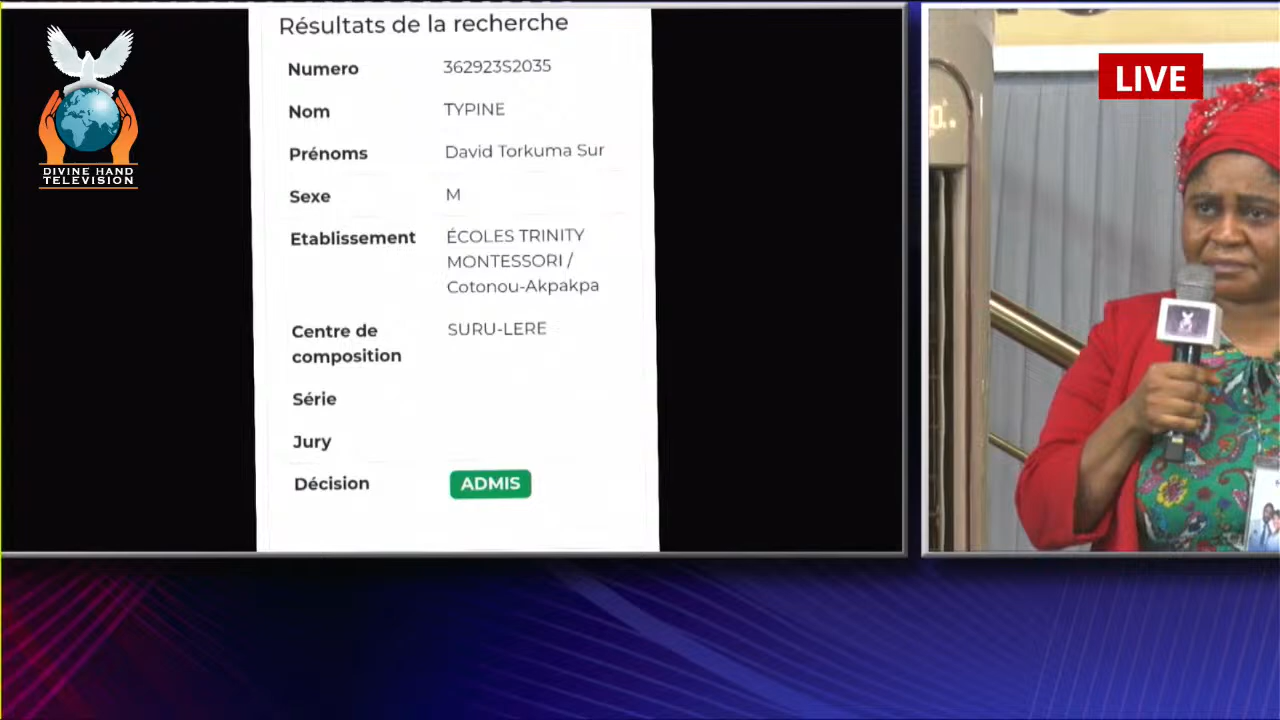 Résultats de la recherche
Numero 362923S2035
Nom TYPINE
Prénoms David Torkuma Sur
Sexe M
Etablissement ÉCOLES TRINITY
MONTESSORI /
Cotonou-Akpakpa
Centre de SURU-LERE
composition
Série
Jury
Décision ADMIS
DIVINE HAND
TELEVISION
LIVE